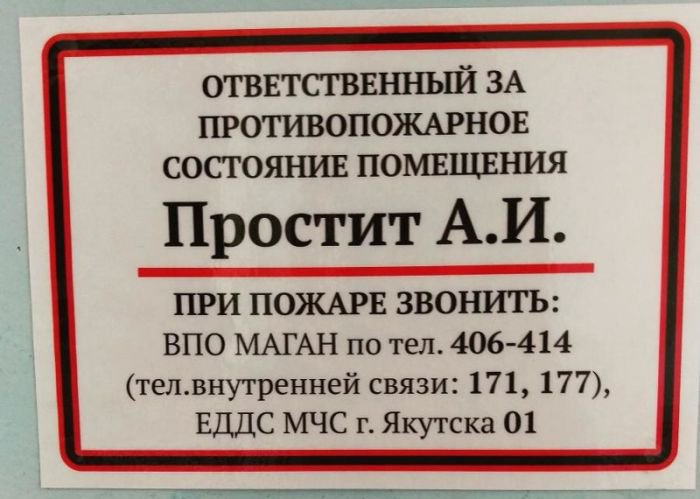 ОТВЕТСТВЕННЫЙ ЗА
ПРОТИВОПОЖАРНОЕ
СОСТОЯНИЕ ПОМЕЩЕНИЯ
Простит А.И.
ПРИ ПОЖАРЕ ЗВОНИТЬ:
ВПО МАГАН по тел. 406-414
(тел.внутренней связи: 171, 177),
ЕДДС МЧС г. Якутска 01